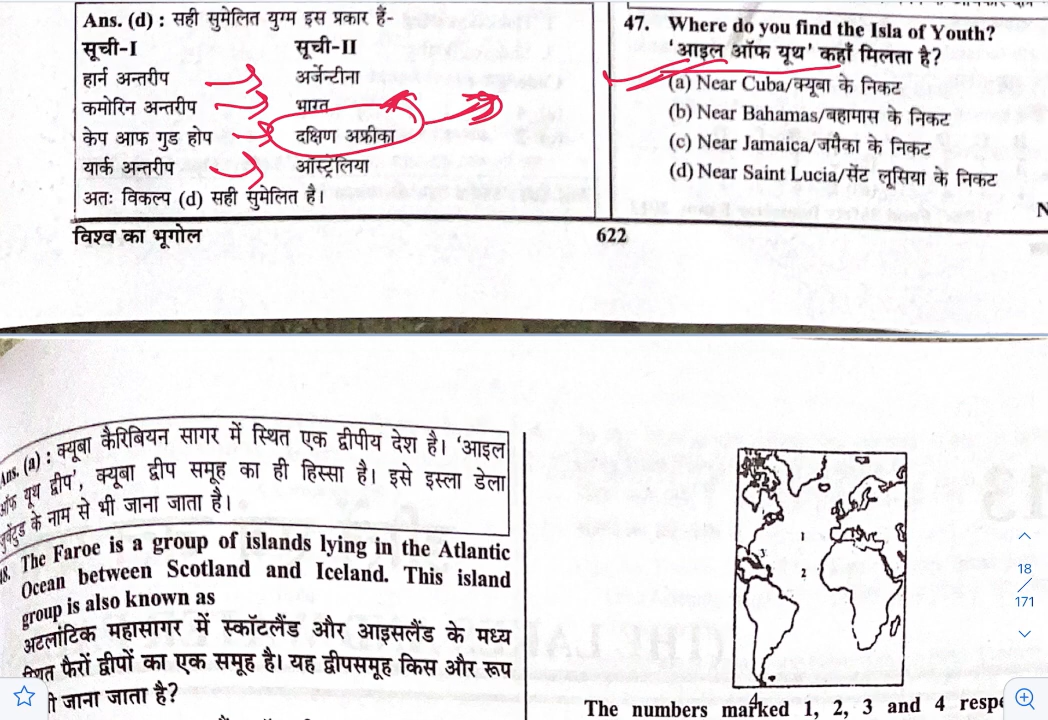 Ans. (d) : सही सुमेलित युग्म इस प्रकार हैं-
सूची-I सूची-II
हार्न अन्तरीप अर्जेन्टीना
कमोरिन अन्तरीप भारत
केप आफ गुड होप दक्षिण अफ्रीका
यार्क अन्तरीप ऑस्ट्रेलिया
अतः विकल्प (d) सही सुमेलित है।
विश्व का भूगोल
622
47. Where do you find the Isla of Youth?
'आइल ऑफ यूथ' कहाँ मिलता है?
(a) Near Cuba/क्यूबा के निकट
(b) Near Bahamas/बहामास के निकट
(c) Near Jamaica/जमैका के निकट
(d) Near Saint Lucia/सेंट लूसिया के निकट
N
Ans. (a) : क्यूबा कैरिबियन सागर में स्थित एक द्वीपीय देश है। 'आइल
ऑफ यूथ द्वीप', क्यूबा द्वीप समूह का ही हिस्सा है। इसे इस्ला डेला
के नाम से भी जाना जाता है।
The Faroe is a group of islands lying in the Atlantic
Ocean between Scotland and Iceland. This island
group is also known as
अटलांटिक महासागर में स्कॉटलैंड और आइसलैंड के मध्य
फैरो द्वीपों का एक समूह है। यह द्वीपसमूह किस और रूप
जाना जाता है?
1
2
3
4
The numbers marked 1, 2, 3 and 4 respe
18
/
171